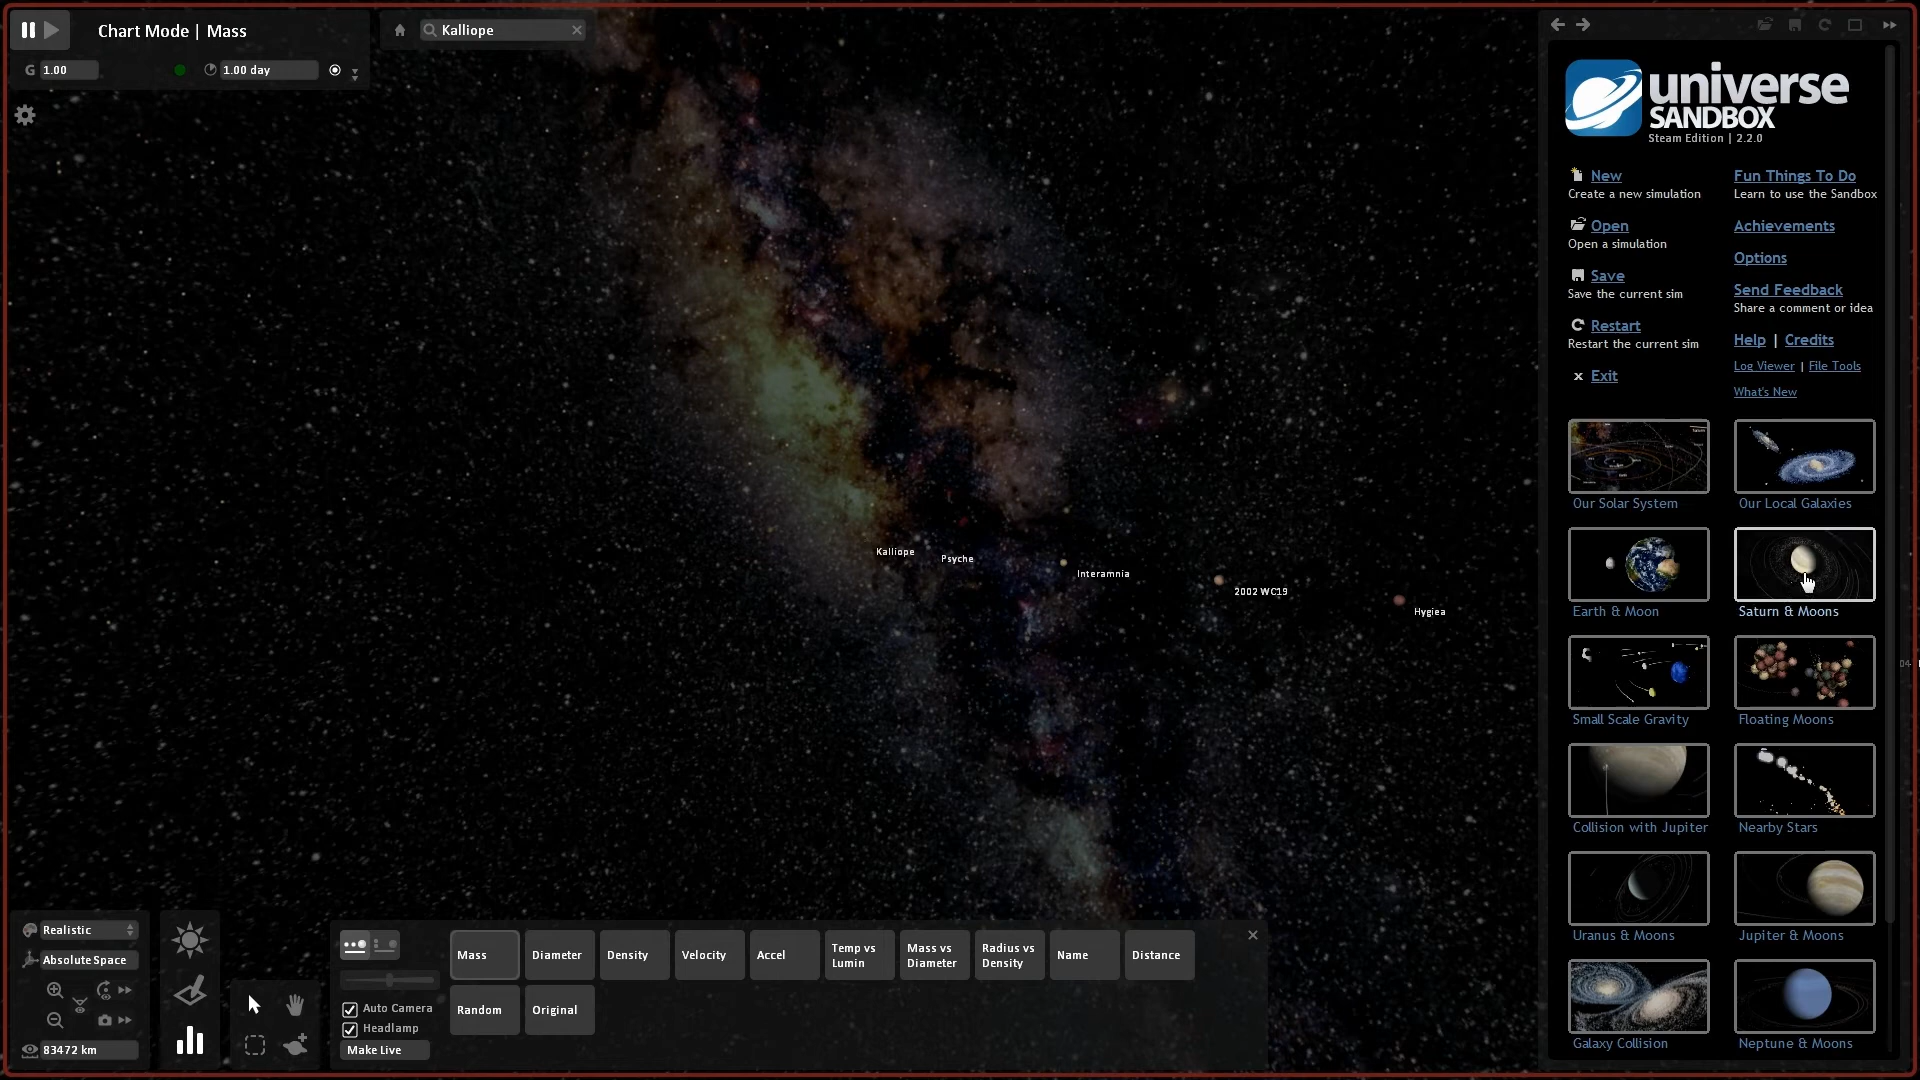 Chart Mode | Mass
Kalliope
G 1.00
1.00 day
universe
SANDBOX
Steam Edition | 2.2.0
New
Create a new simulation
Open
Open a simulation
Save
Save the current sim
Restart
Restart the current sim
x Exit
Fun Things To Do
Learn to use the Sandbox
Achievements
Options
Send Feedback
Share a comment or idea
Help | Credits
Log Viewer | File Tools
What's New
Our Solar System
Our Local Galaxies
Earth & Moon
Saturn & Moons
Small Scale Gravity
Floating Moons
Collision with Jupiter
Nearby Stars
Uranus & Moons
Jupiter & Moons
Galaxy Collision
Neptune & Moons
Kalliope
Psyche
Interamnia
2002 WC19
Hygiea
Realistic
Absolute Space
83472 km
Auto Camera
Headlamp
Make Live
Mass
Diameter
Density
Velocity
Accel
Temp vs
Lumin
Mass vs
Diameter
Radius vs
Density
Name
Distance
Random
Original